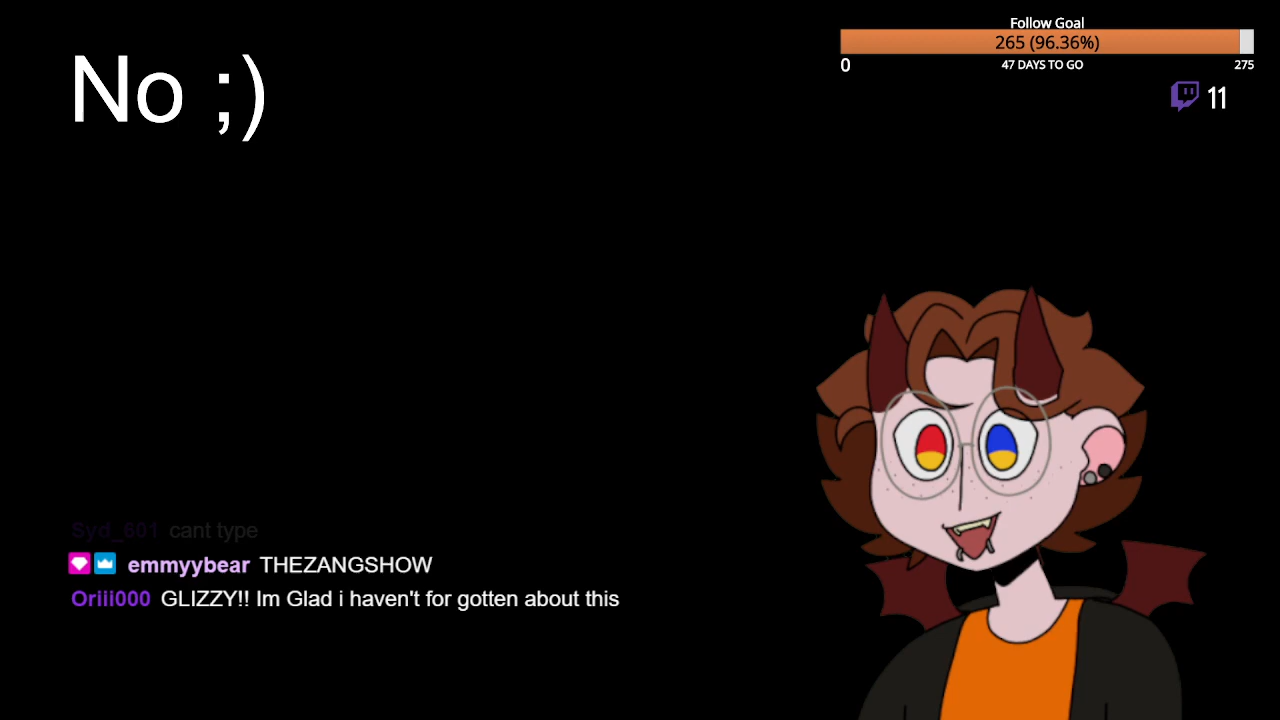 No ;)
Follow Goal
265 (96.36%)
0 47 DAYS TO GO 275
11
Syd_601 cant type
emmyybear THEZANGSHOW
Oriii000 GLIZZY!! Im Glad i haven't for gotten about this